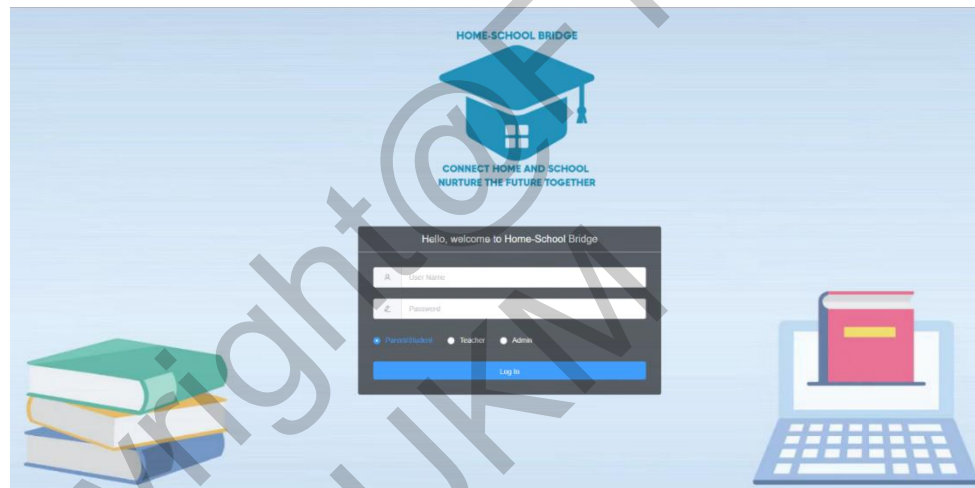 HOME-SCHOOL BRIDGE
CONNECT HOME AND SCHOOL
NURTURE THE FUTURE TOGETHER
Hello, welcome to Home-School Bridge
User Name
Password
Parent/Student Teacher Admin
Log In
UKM